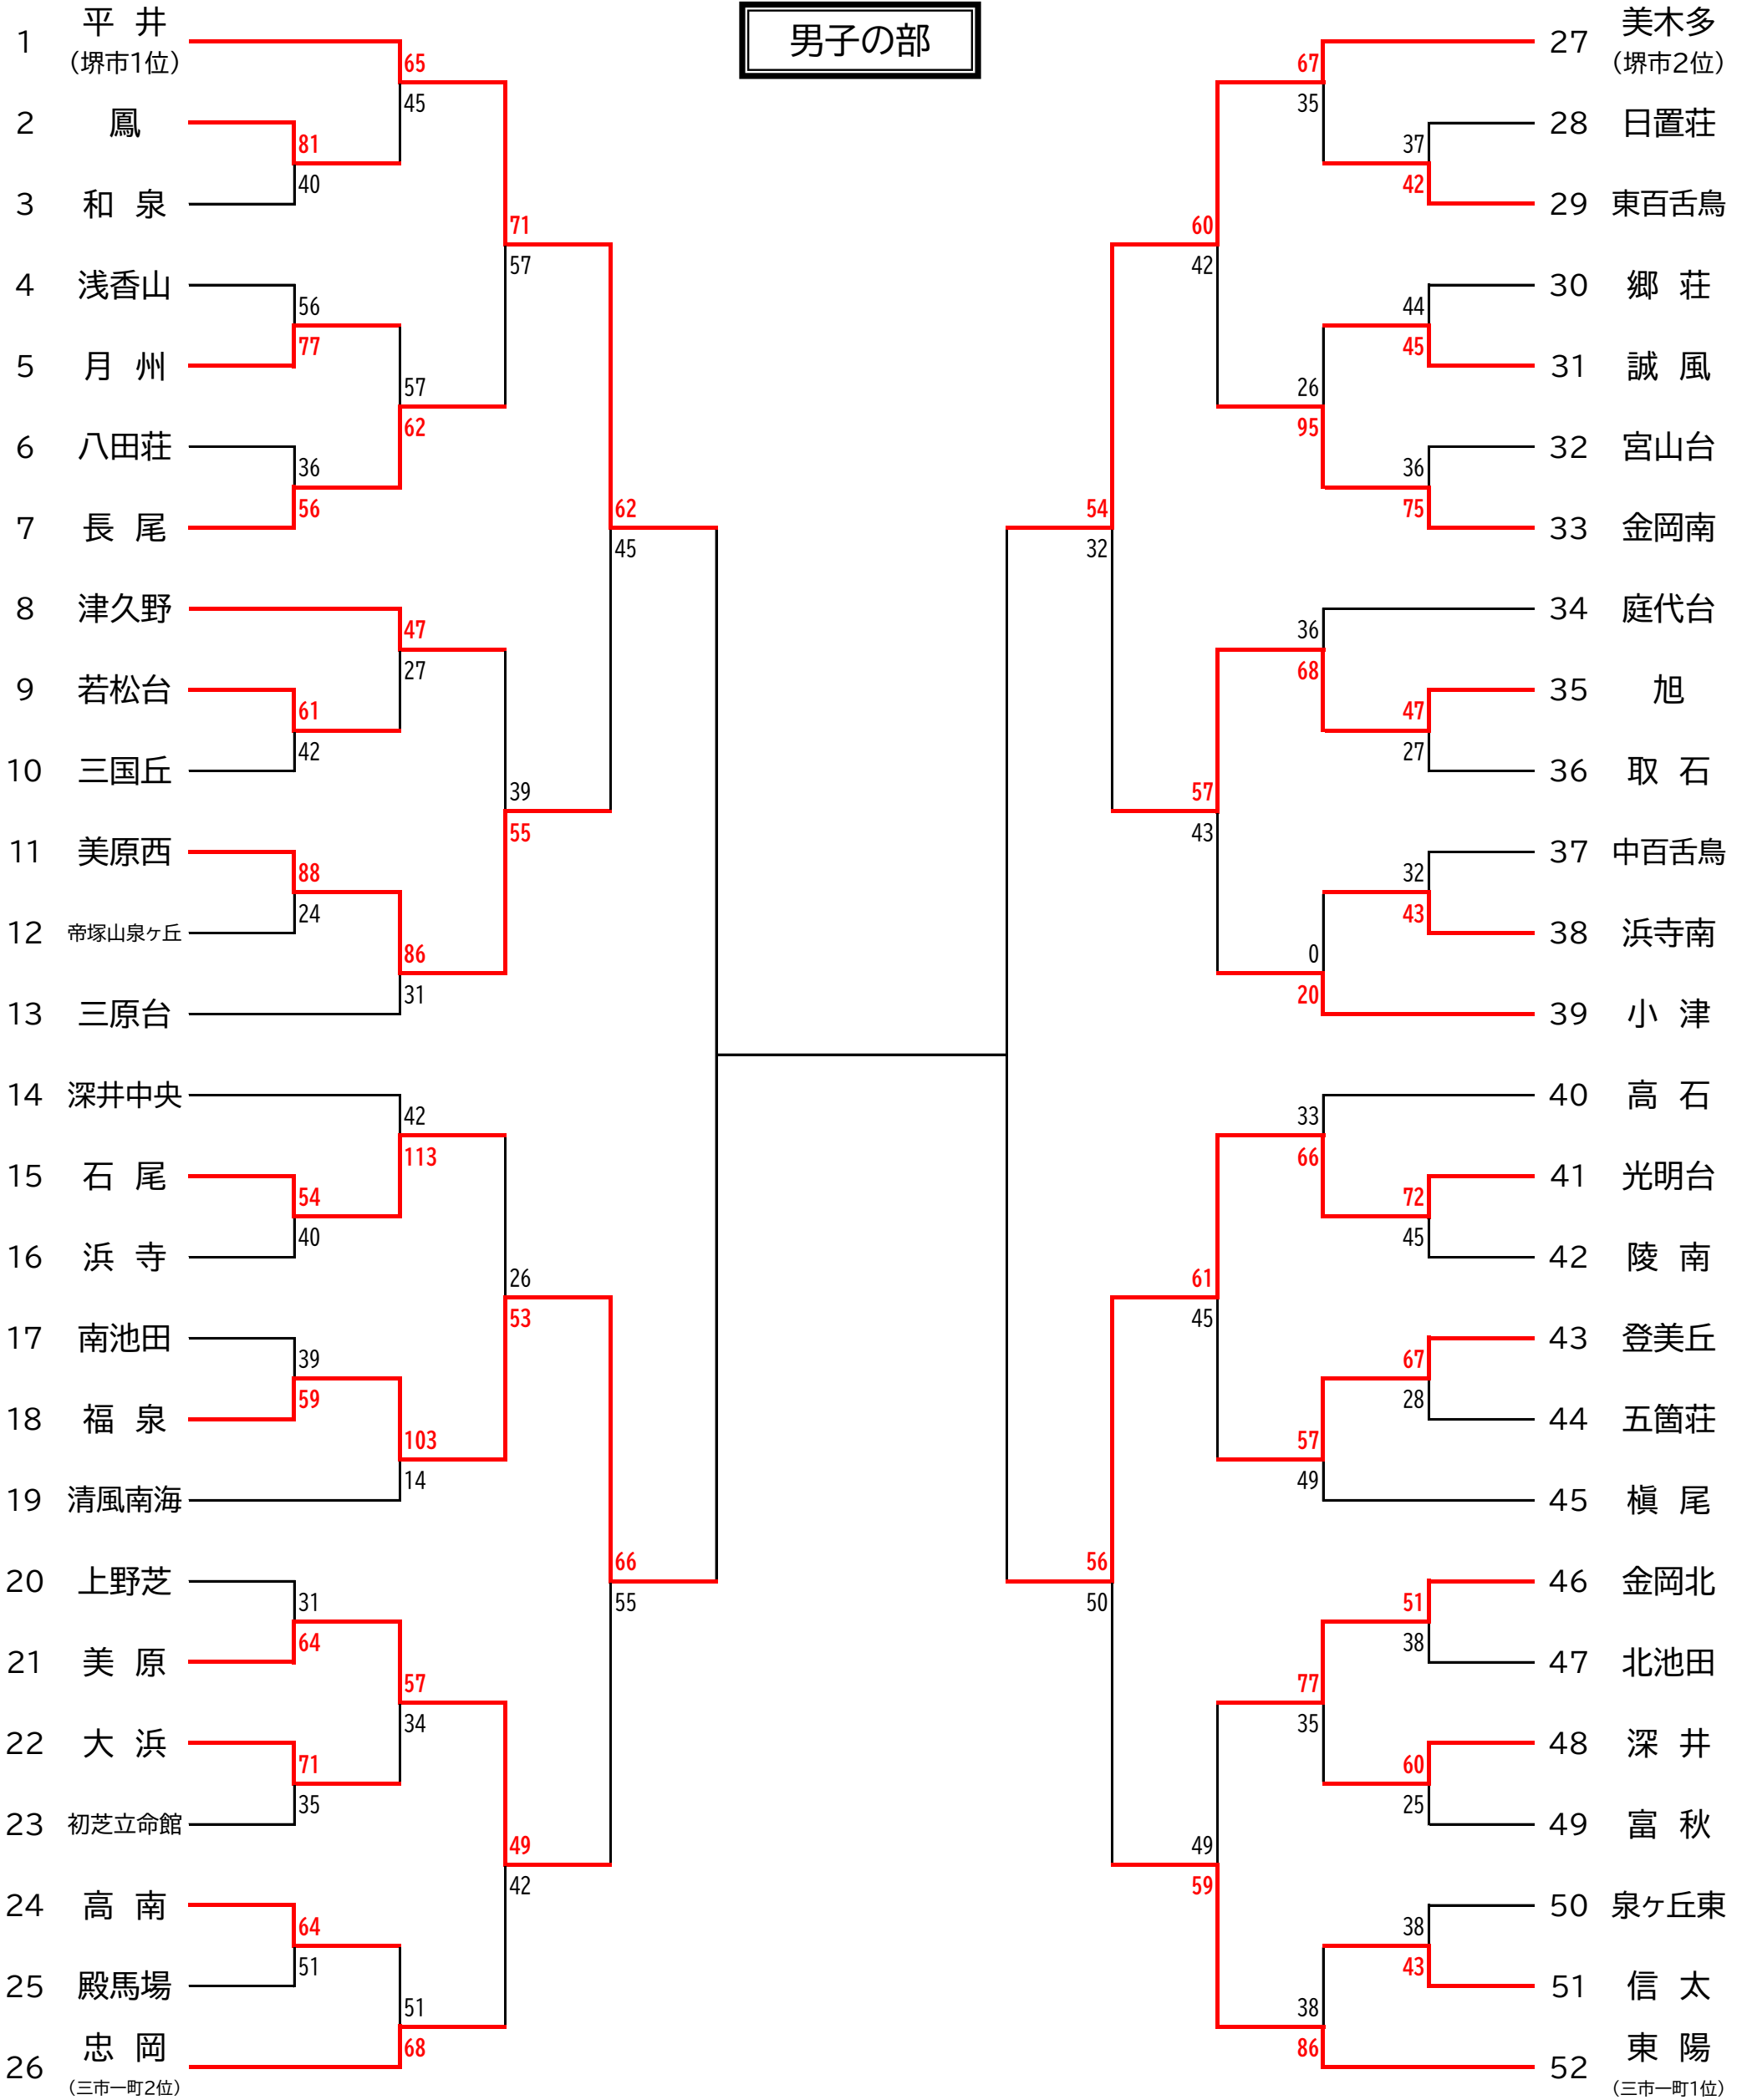 男子の部
1 平 井
(堺市1位)
2 鳳
3 和 泉
4 浅香山
5 月 州
6 八田荘
7 長 尾
8 津久野
9 若松台
10 三国丘
11 美原西
12 帝塚山泉ヶ丘
13 三原台
14 深井中央
15 石 尾
16 浜 寺
17 南池田
18 福 泉
19 清風南海
20 上野芝
21 美 原
22 大 浜
23 初芝立命館
24 高 南
25 殿馬場
26 忠 岡
(三市一町2位)
81
40
56
77
36
56
61
42
88
24
54
40
39
59
31
64
71
35
64
51
65
45
57
62
47
27
86
31
42
113
103
14
57
34
51
68
71
57
39
55
26
53
49
42
62
45
66
55
54
32
56
50
60
42
57
43
61
45
49
59
67
35
26
95
36
68
0
20
33
66
57
49
77
35
38
86
37
42
44
45
36
75
47
27
32
43
72
45
67
28
51
38
60
25
38
43
27 美木多
(堺市2位)
28 日置荘
29 東百舌鳥
30 郷 荘
31 誠 風
32 宮山台
33 金岡南
34 庭代台
35 旭
36 取 石
37 中百舌鳥
38 浜寺南
39 小 津
40 高 石
41 光明台
42 陵 南
43 登美丘
44 五箇荘
45 槇 尾
46 金岡北
47 北池田
48 深 井
49 富 秋
50 泉ヶ丘東
51 信 太
52 東 陽
(三市一町1位)